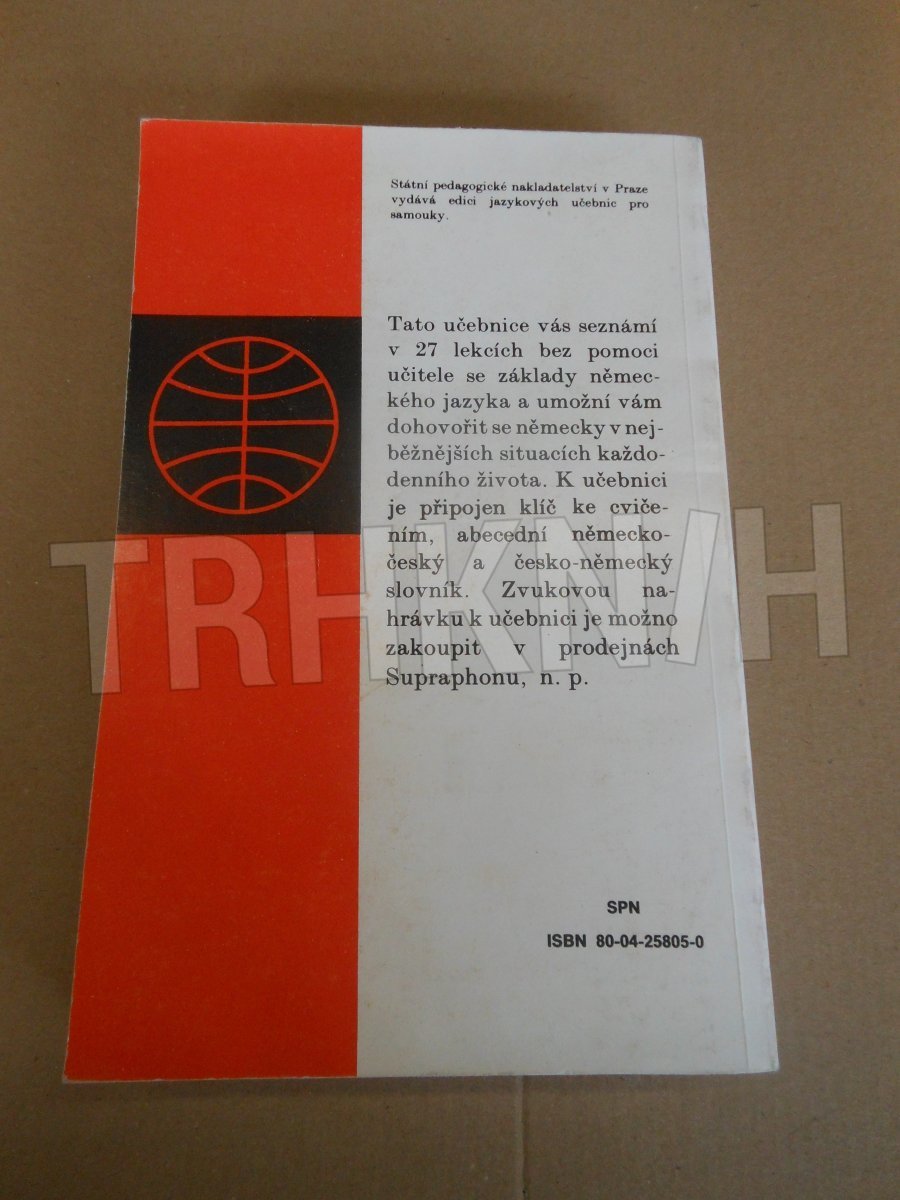 Státní pedagogické nakladatelství v Praze
vydává edici jazykových učebnic pro
samouky.
Tato učebnice vás seznámí
v 27 lekcích bez pomoci
učitele se základy němec-
kého jazyka a umožní vám
dohovořit se německy v nej-
běžnějších situacích každo-
denního života. K učebnici
je připojen klíč ke cviče-
ním, abecední německo-
český a česko-německý
slovník. Zvukovou na-
hrávku k učebnici je možno
zakoupit v prodejnách
Supraphonu, n. p.
TRHKNIH
SPN
ISBN 80-04-25805-0